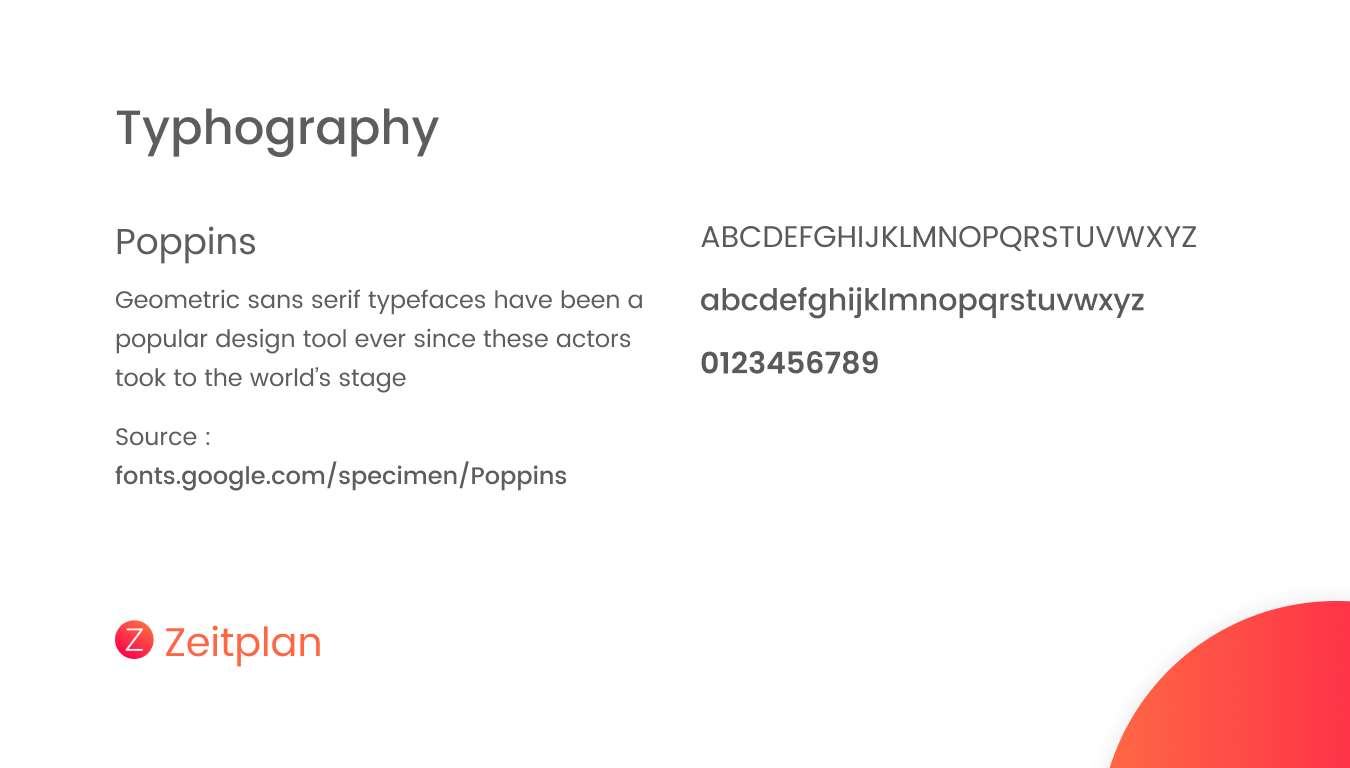 Typhography
Poppins
Geometric sans serif typefaces have been a
popular design tool ever since these actors
took to the world’s stage
Source :
fonts.google.com/specimen/Poppins
ABCDEFGHIJKLMNOPQRSTUVWXYZ
abcdefghijklmnopqrstuvwxyz
0123456789
Z Zeitplan